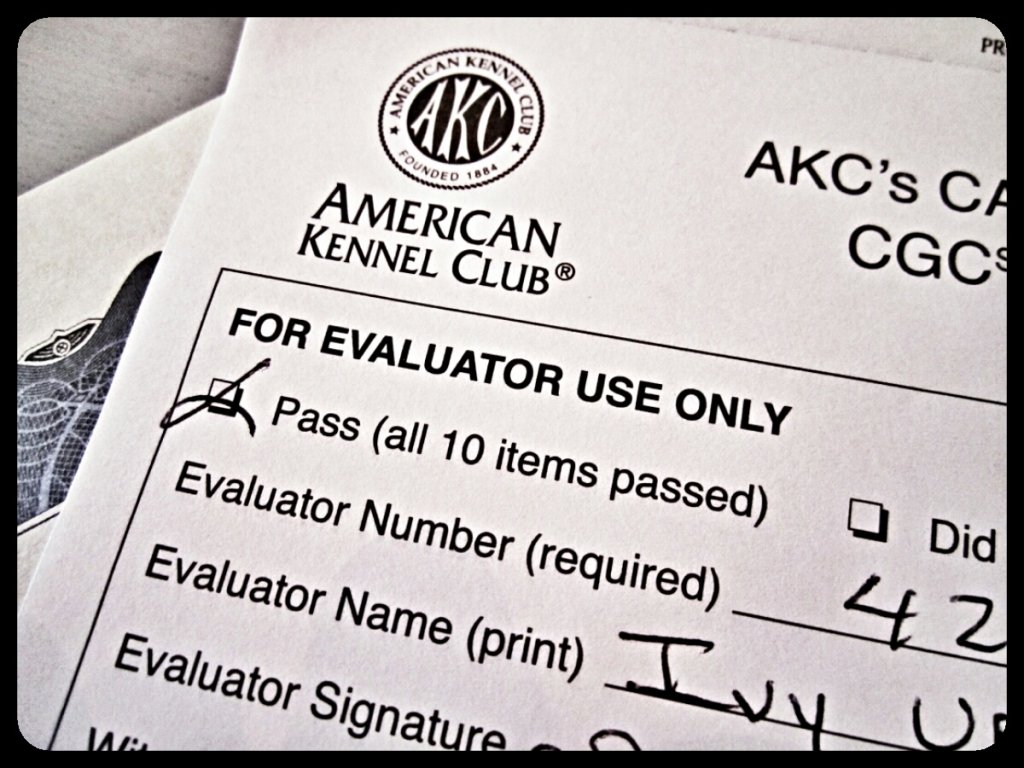 PR
AMERICAN KENNEL CLUB
AKC
FOUNDED 1884
AMERICAN
KENNEL CLUB®
AKC's CA
CGC
FOR EVALUATOR USE ONLY
Pass (all 10 items passed) Did
Evaluator Number (required) 42
Evaluator Name (print) Ivy
Evaluator Signature